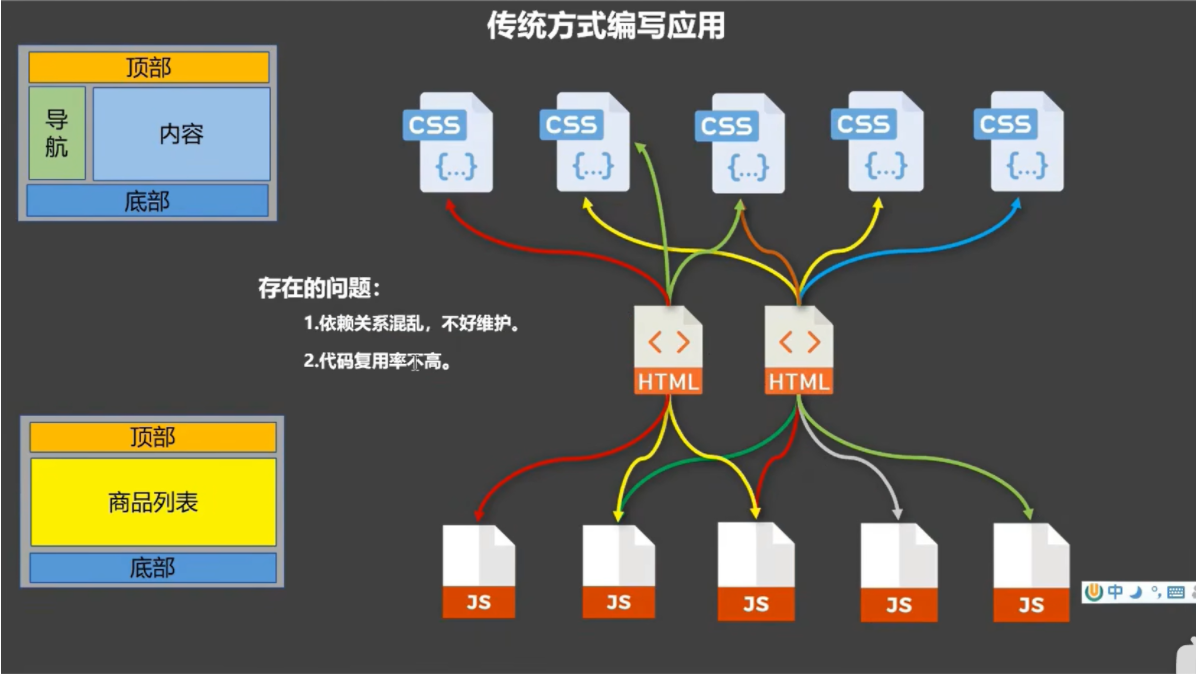 传统方式编写应用
顶部
导航
内容
底部
CSS
{...}
CSS
{...}
CSS
{...}
CSS
{...}
CSS
{...}
存在的问题：
1.依赖关系混乱，不好维护。
2.代码复用率不高。
< >
HTML
< >
HTML
顶部
商品列表
底部
JS
JS
JS
JS
JS
中